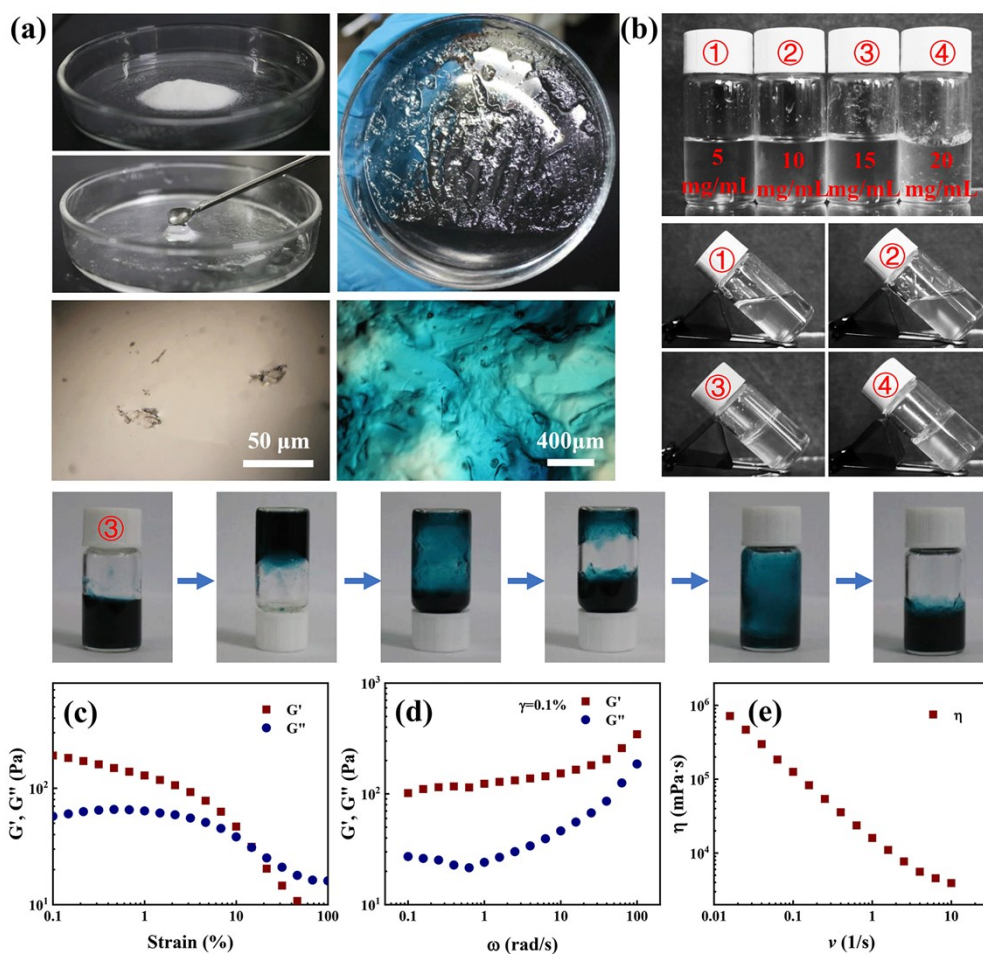 (a)
(b)
① ② ③ ④
5 10 15 20
mg/mL mg/mL mg/mL mg/mL
① ②
③ ④
50 μm
400μm
③
(c)
G'
G''
G', G'' (Pa)
10²
10¹
0.1 1 10 100
Strain (%)
(d)
γ=0.1%
G'
G''
G', G'' (Pa)
10³
10²
10¹
0.1 1 10 100
ω (rad/s)
(e)
η
η (mPa·s)
10⁶
10⁵
10⁴
0.01 0.1 1 10
ν (1/s)